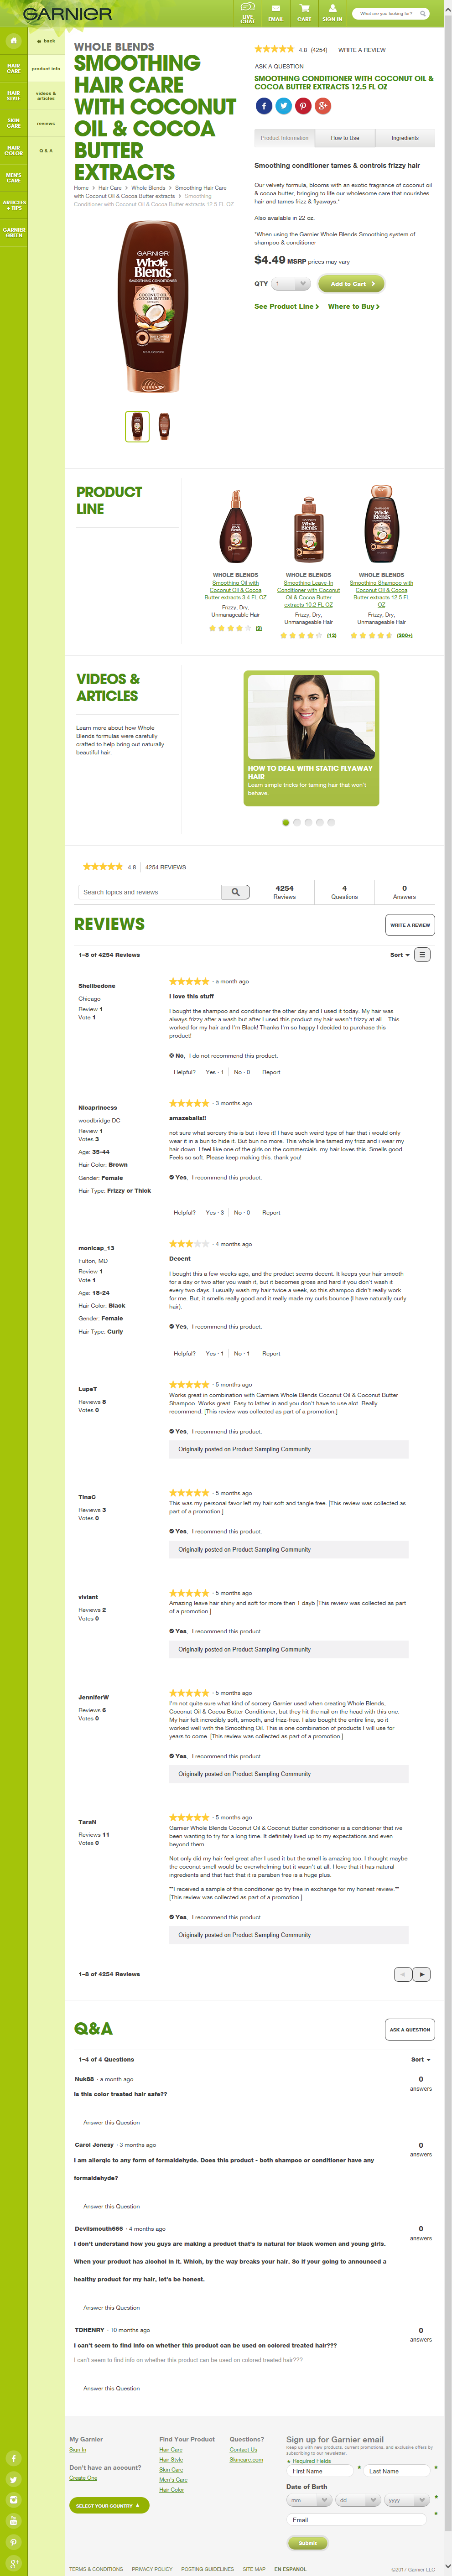 GARNIER
LIVE CHAT
EMAIL
CART
SIGN IN
What are you looking for?
HAIR CARE
HAIR STYLE
SKIN CARE
HAIR COLOR
MEN'S CARE
ARTICLES + TIPS
GARNIER GREEN
back
product info
videos & articles
reviews
Q & A
WHOLE BLENDS
SMOOTHING
HAIR CARE
WITH COCONUT
OIL & COCOA
BUTTER
EXTRACTS
Home > Hair Care > Whole Blends > Smoothing Hair Care
with Coconut Oil & Cocoa Butter extracts > Smoothing
Conditioner with Coconut Oil & Cocoa Butter extracts 12.5 FL OZ
GARNIER
Whole Blends
SMOOTHING CONDITIONER
COCONUT OIL & COCOA BUTTER
4.8 (4254) WRITE A REVIEW
ASK A QUESTION
SMOOTHING CONDITIONER WITH COCONUT OIL &
COCOA BUTTER EXTRACTS 12.5 FL OZ
Product Information
How to Use
Ingredients
Smoothing conditioner tames & controls frizzy hair
Our velvety formula, blooms with an exotic fragrance of coconut oil
& cocoa butter, bringing to life our wholesome care that nourishes
hair and tames frizz & flyaways.*
Also available in 22 oz.
*When using the Garnier Whole Blends Smoothing system of
shampoo & conditioner
$4.49 MSRP prices may vary
QTY 1 Add to Cart >
See Product Line > Where to Buy >
PRODUCT
LINE
WHOLE BLENDS
Smoothing Oil with
Coconut Oil & Cocoa
Butter extracts 3.4 FL OZ
Frizzy, Dry,
Unmanageable Hair
(9)
WHOLE BLENDS
Smoothing Leave-In
Conditioner with Coconut
Oil & Cocoa Butter
extracts 10.2 FL OZ
Frizzy, Dry,
Unmanageable Hair
(12)
WHOLE BLENDS
Smoothing Shampoo with
Coconut Oil & Cocoa
Butter extracts 12.5 FL
OZ
Frizzy, Dry,
Unmanageable Hair
(300+)
VIDEOS &
ARTICLES
Learn more about how Whole
Blends formulas were carefully
crafted to help bring out naturally
beautiful hair.
HOW TO DEAL WITH STATIC FLYAWAY
HAIR
Learn simple tricks for taming hair that won't
behave.
4.8 | 4254 REVIEWS
Search topics and reviews
4254
Reviews
4
Questions
0
Answers
REVIEWS
WRITE A REVIEW
1–8 of 4254 Reviews
Sort
Shellbedone
Chicago
Review 1
Vote 1
· a month ago
I love this stuff
I bought the shampoo and conditioner the other day and I used it today. My hair was
always frizzy after a wash but after I used this product my hair wasn't frizzy at all... This
worked for my hair and I'm Black! Thanks I'm so happy I decided to purchase this
product!
No, I do not recommend this product.
Helpful? Yes · 1 No · 0 Report
Nicaprincess
woodbridge DC
Review 1
Votes 3
Age: 35-44
Hair Color: Brown
Gender: Female
Hair Type: Frizzy or Thick
· 3 months ago
amazeballs!!
not sure what sorcery this is but i love it! I have such weird type of hair that i would only
wear it in a bun to hide it. But bun no more. This whole line tamed my frizz and i wear my
hair down. I feel like one of the girls on the commercials. my hair loves this. Smells good.
Feels so soft. Please keep making this. thank you!
Yes, I recommend this product.
Helpful? Yes · 3 No · 0 Report
monicap_13
Fulton, MD
Review 1
Vote 1
Age: 18-24
Hair Color: Black
Gender: Female
Hair Type: Curly
· 4 months ago
Decent
I bought this a few weeks ago, and the product seems decent. It keeps your hair smooth
for a day or two after you wash it, but it becomes gross and hard if you don't wash it
every two days. I usually wash my hair twice a week, so this shampoo didn't really work
for me. But, it smells really good and it really made my curls bounce (I have naturally curly
hair).
Yes, I recommend this product.
Helpful? Yes · 1 No · 1 Report
LupeT
Reviews 8
Votes 0
· 5 months ago
Works great in combination with Garniere Whole Blends Coconut Oil & Coconut Butter
Shampoo. Works great. Easy to lather in and you don't have to use alot. Really
recommend. [This review was collected as part of a promotion.]
Yes, I recommend this product.
Originally posted on Product Sampling Community
TinaC
Reviews 3
Votes 0
· 5 months ago
This was my personal favor left my hair soft and tangle free. [This review was collected as
part of a promotion.]
Yes, I recommend this product.
Originally posted on Product Sampling Community
viviant
Reviews 2
Votes 0
· 5 months ago
Amazing leave hair shiny and soft for more then 1 dayb [This review was collected as part
of a promotion.]
Yes, I recommend this product.
Originally posted on Product Sampling Community
JenniferW
Reviews 6
Votes 0
· 5 months ago
I'm not quite sure what kind of sorcery Garnier used when creating Whole Blends,
Coconut Oil & Cocoa Butter Conditioner, but they hit the nail on the head with this one.
My hair felt incredibly, smooth, and frizz-free. I also bought the entire line, so it
worked well with the Smoothing Oil. This is one combination of products I will use for
years to come. [This review was collected as part of a promotion.]
Yes, I recommend this product.
Originally posted on Product Sampling Community
TaraN
Reviews 11
Votes 0
· 5 months ago
Garnier Whole Blends Coconut Oil & Coconut Butter conditioner is a conditioner that ive
been wanting to try for a long time. It definitely lived up to my expectations and even
beyond them.
Not only did my hair feel great after I used it but the smell is amazing too. I thought maybe
the coconut smell would be overwhelming but it wasn't at all. I love that it has natural
ingredients and that fact that it is paraben free is a huge plus.
**I received a sample of this conditioner go try free in exchange for my honest review.**
[This review was collected as part of a promotion.]
Yes, I recommend this product.
Originally posted on Product Sampling Community
1–8 of 4254 Reviews
Q&A
ASK A QUESTION
1–4 of 4 Questions
Sort
Nuk88 · a month ago
Is this color treated hair safe??
0
answers
Answer this Question
Carol Jonesy · 3 months ago
I am allergic to any form of formaldehyde. Does this product - both shampoo or conditioner have any
formaldehyde?
0
answers
Answer this Question
Devilsmouth666 · 4 months ago
I don't understand how you guys are making a product that's is natural for black women and young girls.
When your product has alcohol in it. Which, by the way breaks your hair. So if your going to announced a
healthy product for my hair, let's be honest.
0
answers
Answer this Question
TDHENRY · 10 months ago
I can't seem to find info on whether this product can be used on colored treated hair???
I can't seem to find info on whether this product can be used on colored treated hair???
0
answers
Answer this Question
My Garnier
Sign In
Don't have an account?
Create One
SELECT YOUR COUNTRY
Find Your Product
Hair Care
Hair Style
Skin Care
Men's Care
Hair Color
Questions?
Contact Us
Skincare.com
Sign up for Garnier email
Keep up with new products, current promotions, and exclusive offers by
subscribing to our newsletter.
* Required Fields
First Name * Last Name *
Date of Birth
mm dd yyyy *
Email *
Submit
TERMS & CONDITIONS PRIVACY POLICY POSTING GUIDELINES SITE MAP EN ESPANOL
©2017 Garnier LLC